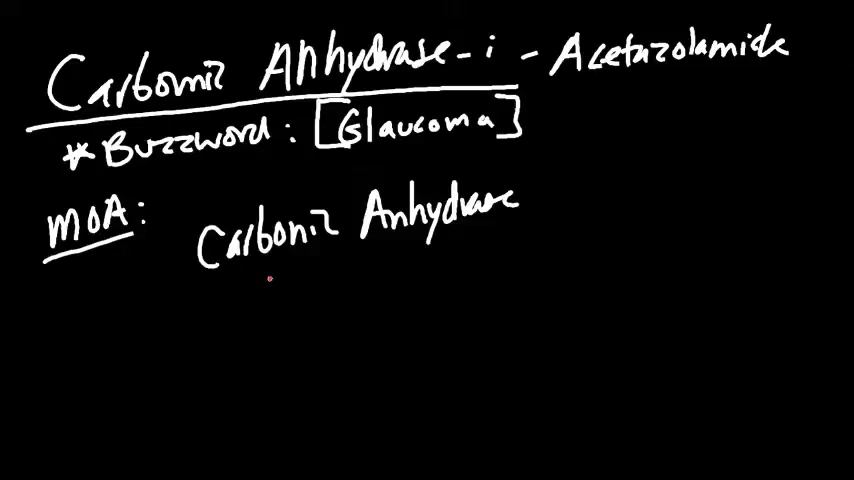 Carbonic Anhydrase-i - Acetazolamide
*Buzzword: [Glaucoma]
MOA: Carbonic Anhydrase